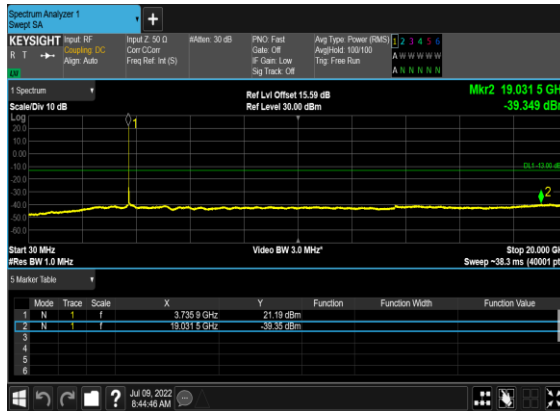 Spectrum Analyzer 1
Swept SA
+
KEYSIGHT Input: RF Input Z: 50 Ω #Atten: 30 dB PNO: Fast Avg Type: Power (RMS) 1 2 3 4 5 6
R T Coupling: DC Corr CCorr Gate: Off Avg|Hold: 100/100 A W W W W W
Align: Auto Freq Ref: Int (S) IF Gain: Low Trig: Free Run
Sig Track: Off A N N N N N
1 Spectrum
Ref Lvl Offset 15.59 dB Mkr2 19.031 5 GH
Scale/Div 10 dB Ref Level 30.00 dBm -39.349 dB
Log
20.0
10.0
0.00
-10.0
DL1 -13.00 dB
-20.0
-30.0
-40.0
-50.0
-60.0
1
2
Start 30 MHz Video BW 3.0 MHz* Stop 20.000 GH
#Res BW 1.0 MHz Sweep ~38.3 ms (40001 pt
5 Marker Table
Mode Trace Scale X Y Function Function Width Function Value
1 N 1 f 3.735 9 GHz 21.19 dBm
2 N 1 f 19.031 5 GHz -39.35 dBm
3
4
5
6
?
Jul 09, 2022
8:44:46 AM